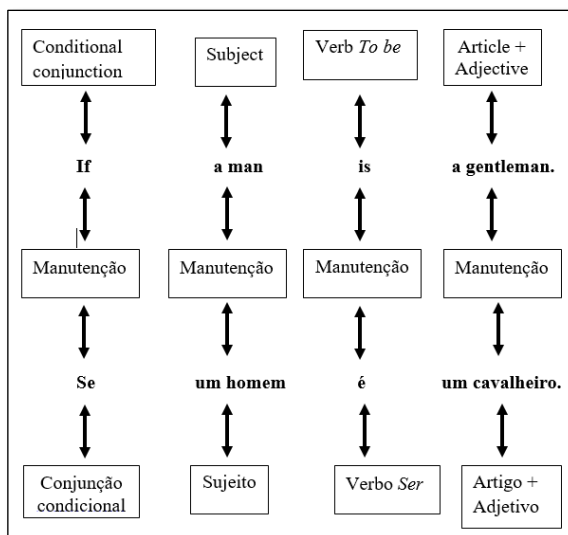 Conditional conjunction
Subject
Verb To be
Article + Adjective
If a man is a gentleman.
Manutenção Manutenção Manutenção Manutenção
Se um homem é um cavalheiro.
Conjunção condicional
Sujeito
Verbo Ser
Artigo + Adjetivo